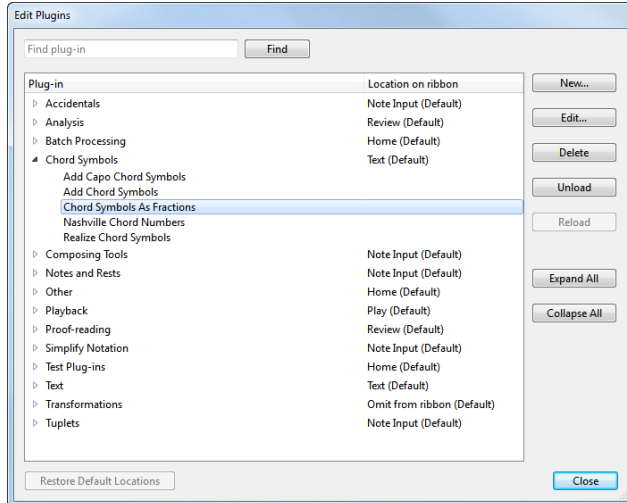 Edit Plugins
Find plug-in Find
Plug-in Location on ribbon New...
Accidentals Note Input (Default)
Analysis Review (Default) Edit...
Batch Processing Home (Default)
Chord Symbols Text (Default) Delete
Add Capo Chord Symbols
Add Chord Symbols Unload
Chord Symbols As Fractions
Nashville Chord Numbers Reload
Realize Chord Symbols
Composing Tools Note Input (Default)
Notes and Rests Note Input (Default) Expand All
Other Home (Default)
Playback Play (Default) Collapse All
Proof-reading Review (Default)
Simplify Notation Note Input (Default)
Test Plug-ins Home (Default)
Text Text (Default)
Transformations Omit from ribbon (Default)
Tuplets Note Input (Default)
Restore Default Locations Close